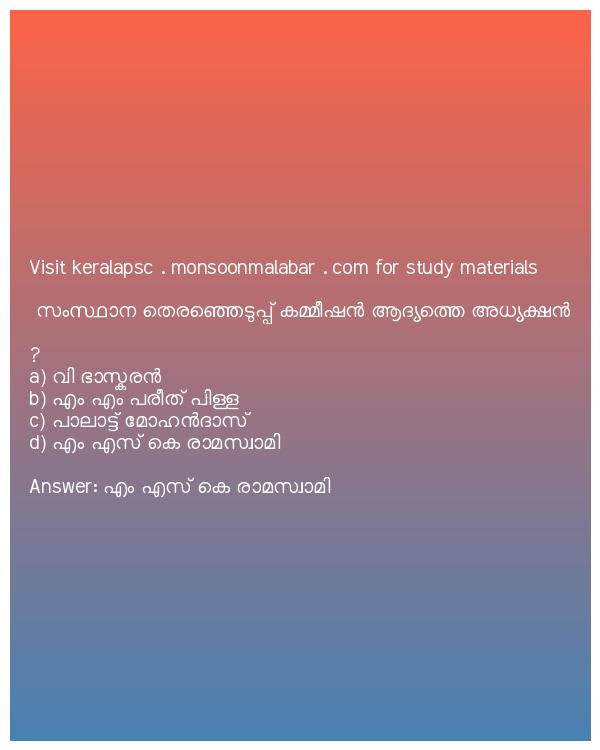 Visit keralapsc . monsoonmalabar . com for study materials
സംസ്ഥാന തെരഞ്ഞെടുപ്പ് കമ്മീഷൻ ആദ്യത്തെ അധ്യക്ഷൻ
?
a) വി ഭാസ്കരൻ
b) എം എം പരീത് പിള്ള
c) പാലാട്ട് മോഹൻദാസ്
d) എം എസ് കെ രാമസ്വാമി
Answer: എം എസ് കെ രാമസ്വാമി